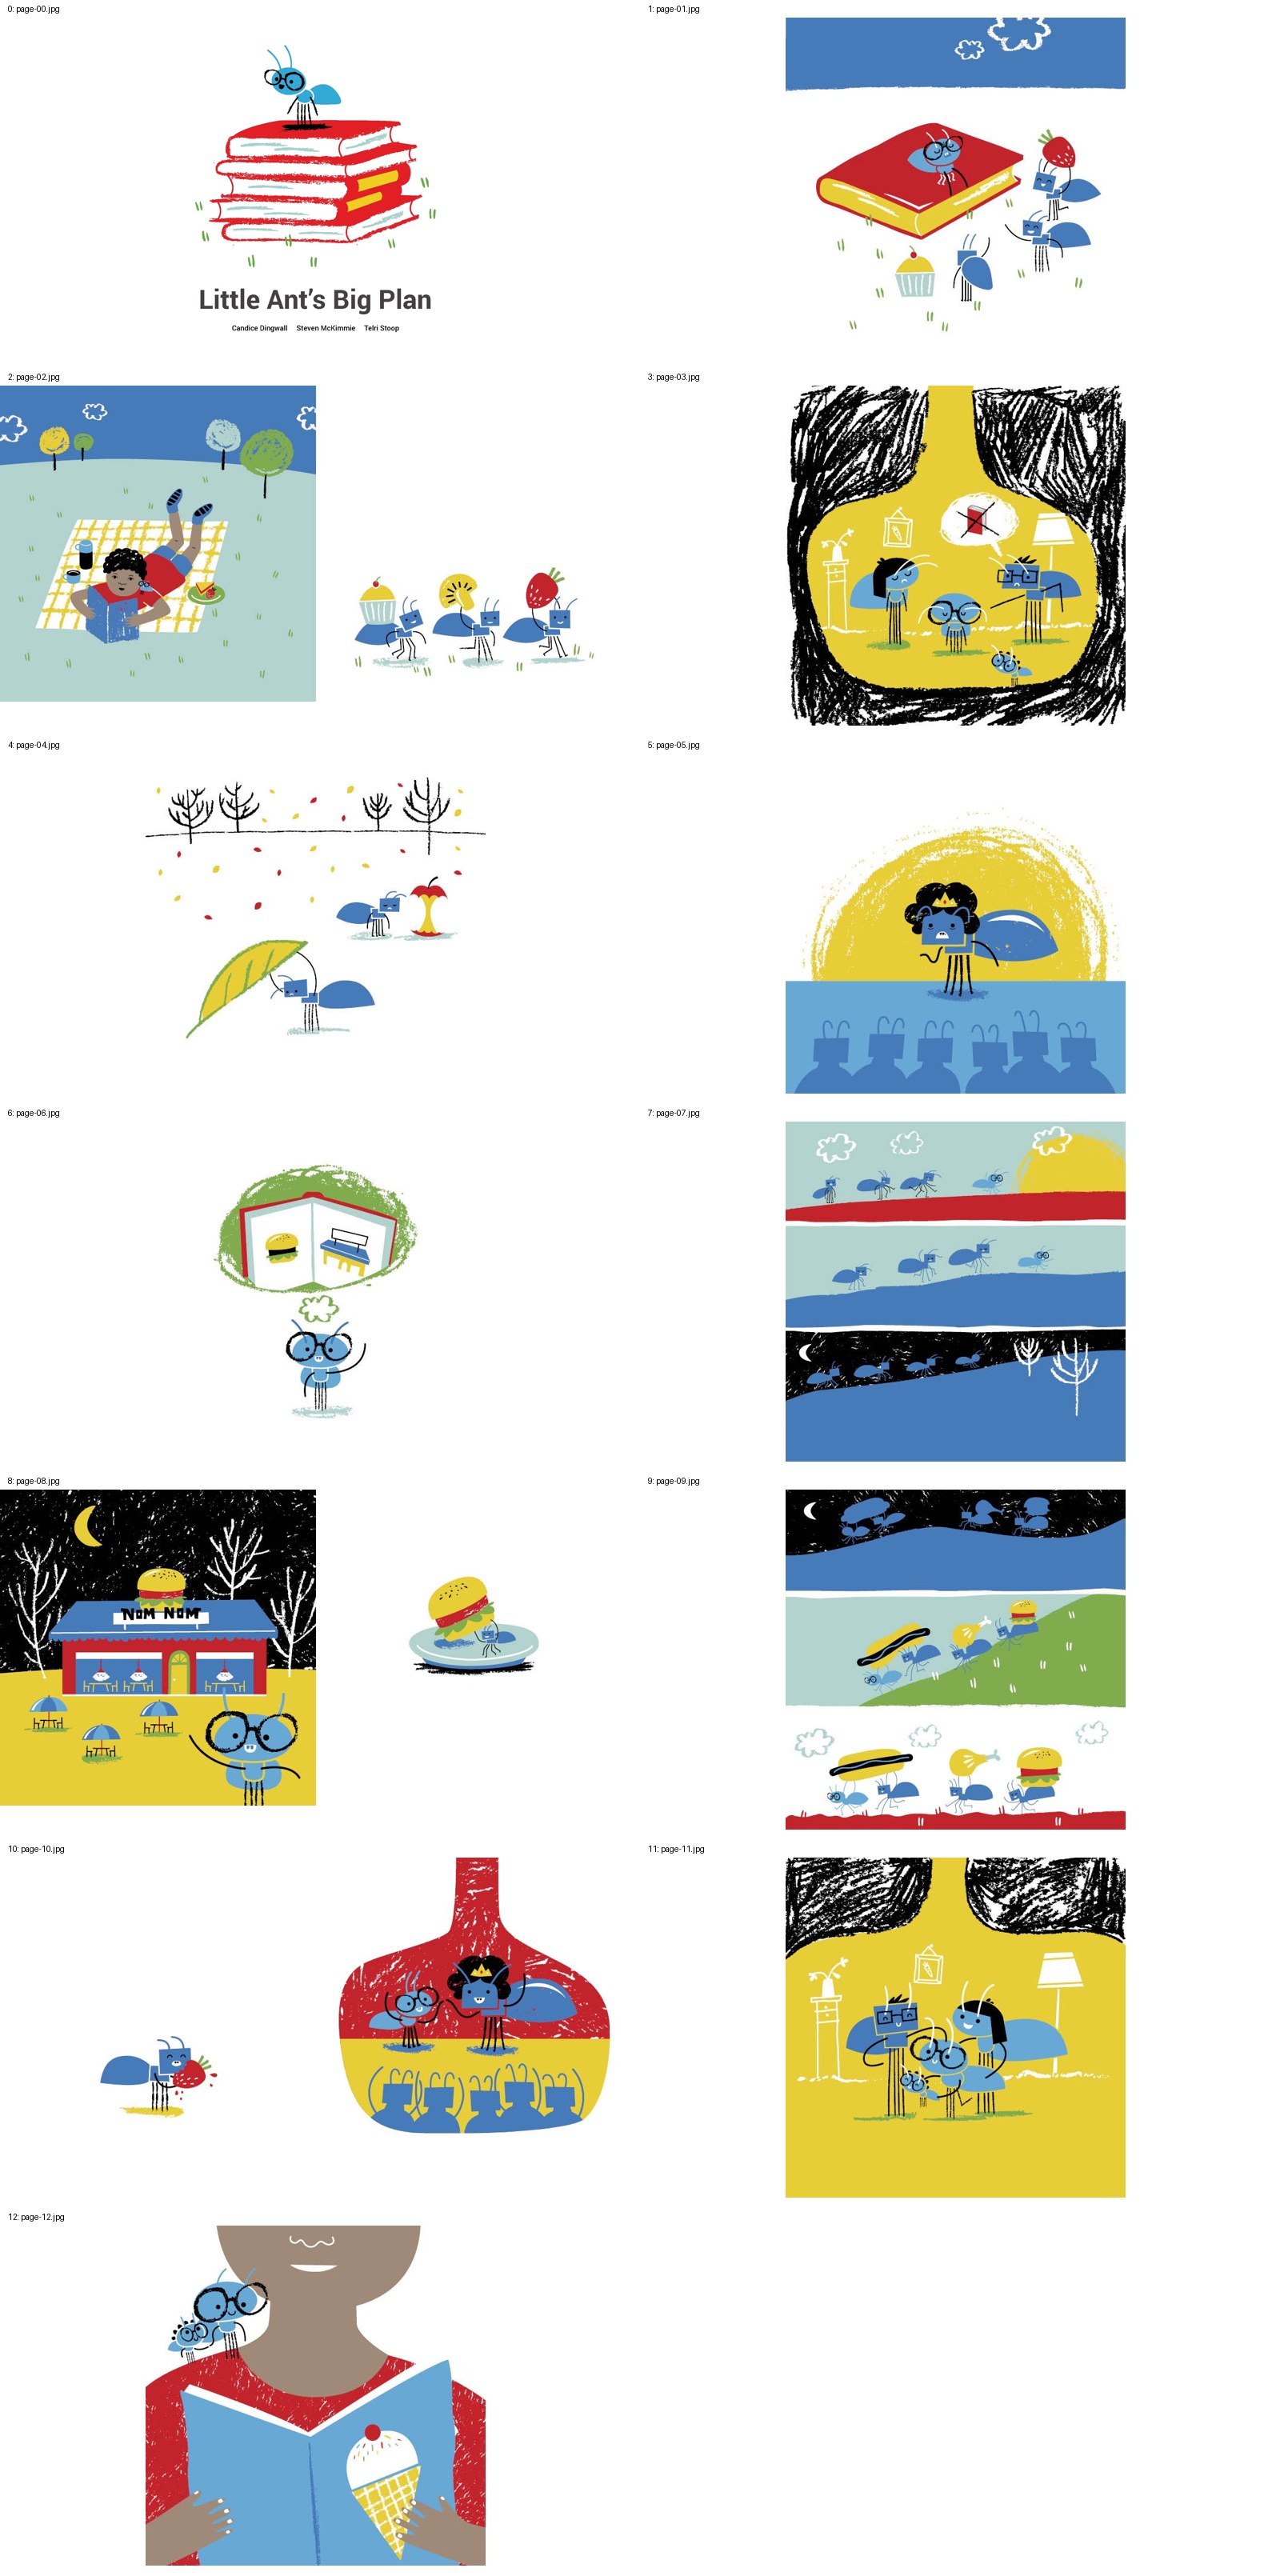 0: page-00.jpg
Little Ant's Big Plan
Candice Dingwall Steven McKimmie Telri Stoop
1: page-01.jpg
2: page-02.jpg
3: page-03.jpg
4: page-04.jpg
5: page-05.jpg
6: page-06.jpg
7: page-07.jpg
8: page-08.jpg
NOM NOM
9: page-09.jpg
10: page-10.jpg
11: page-11.jpg
12: page-12.jpg